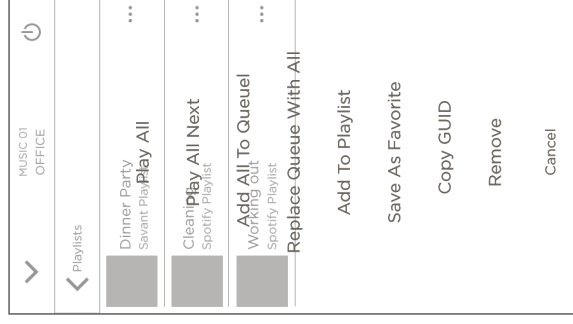 MUSIC 01
OFFICE
Playlists
Dinner Party
Savant Playlist
Play All
Cleaning
Spotify Playlist
Play All Next
Working out
Spotify Playlist
Add All To Queuel
Replace Queue With All
Add To Playlist
Save As Favorite
Copy GUID
Remove
Cancel